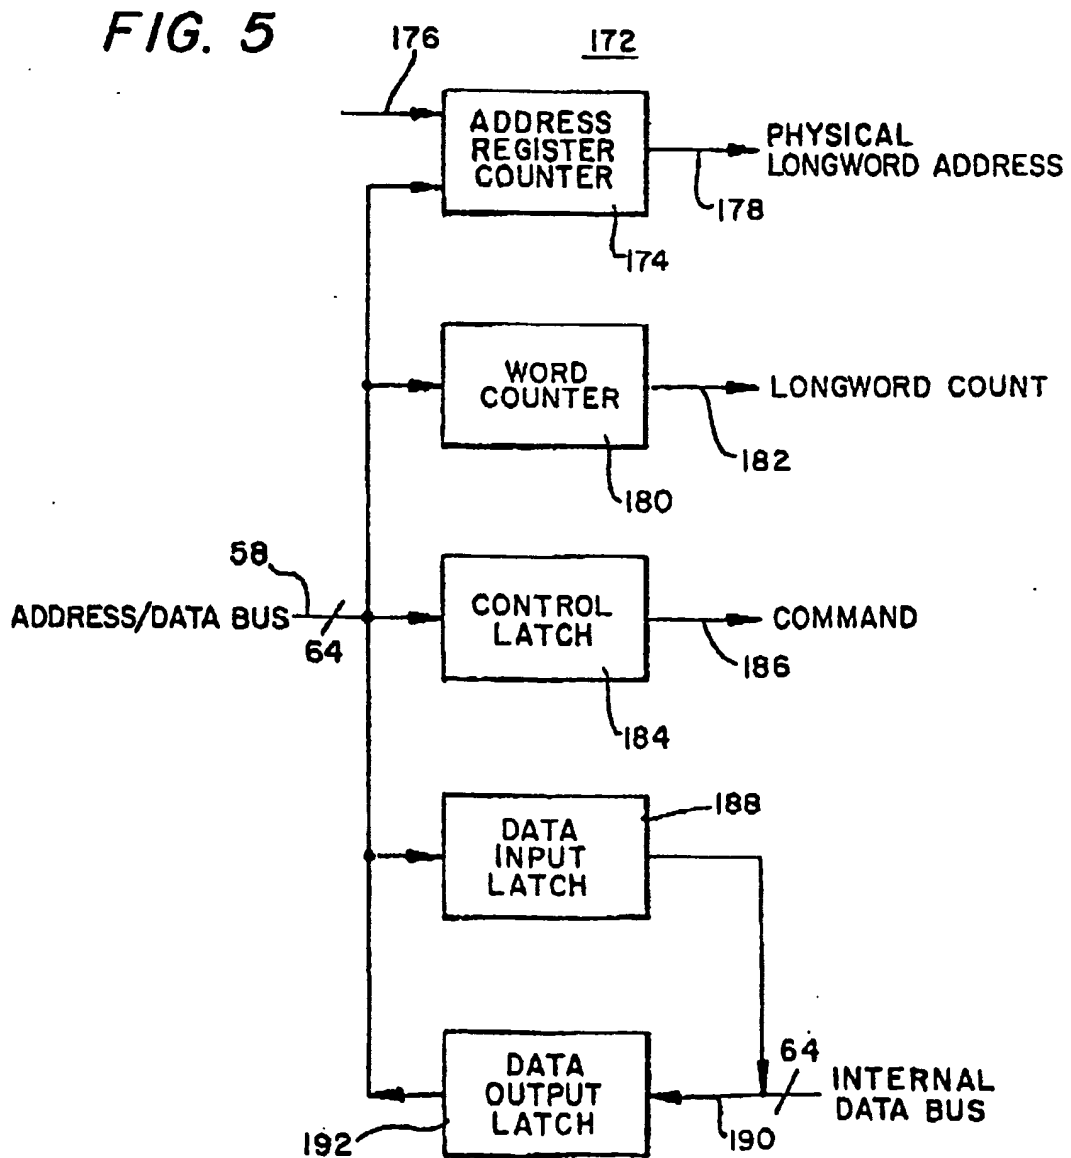 FIG. 5
176
172
ADDRESS
REGISTER
COUNTER
PHYSICAL
LONGWORD ADDRESS
178
174
WORD
COUNTER
LONGWORD COUNT
182
180
58
ADDRESS/DATA BUS
64
CONTROL
LATCH
COMMAND
186
184
188
DATA
INPUT
LATCH
64
DATA
OUTPUT
LATCH
INTERNAL
DATA BUS
190
192